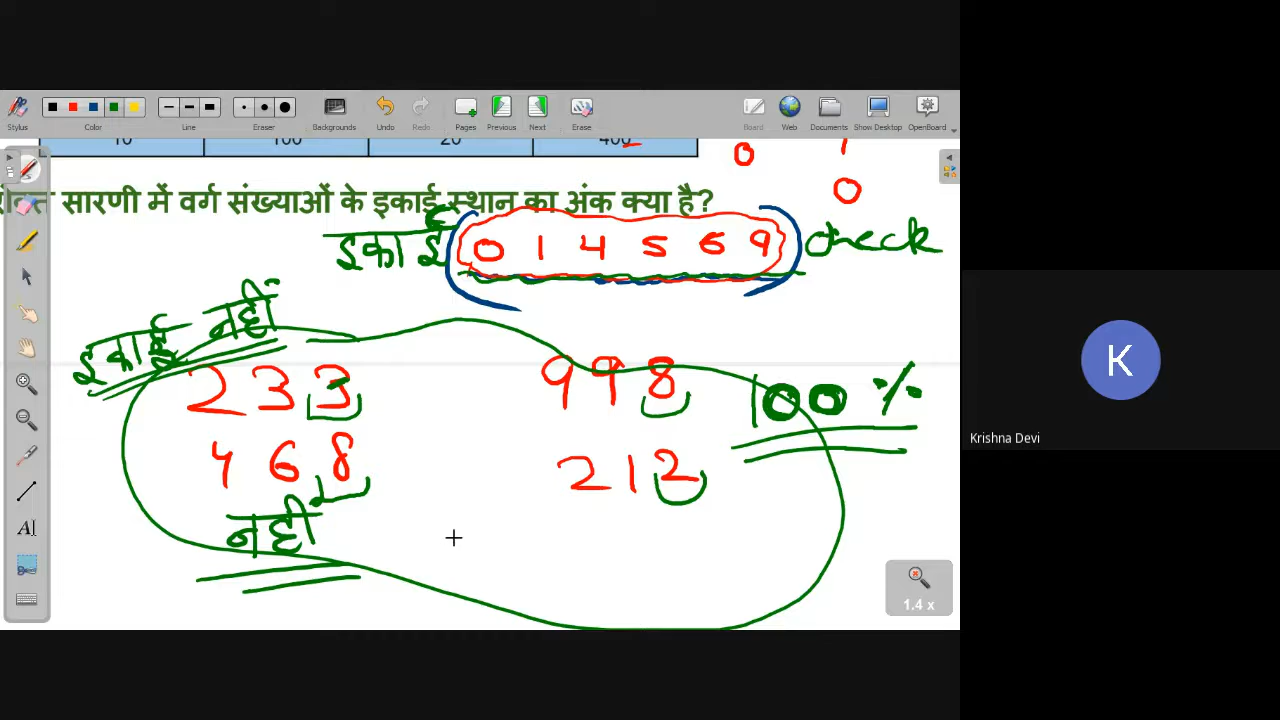 Stylus Color Line Eraser Backgrounds Undo Redo Pages Previous Next Erase Board Web Documents Show Desktop OpenBoard
10 100 20 400
0 1
0
सारणी में वर्ग संख्याओं के इकाई स्थान का अंक क्या है?
इकाई 0 1 4 5 6 9 check
इकाई नहीं
233 998 100%
468 212
नहीं
1.4 x
K
Krishna Devi